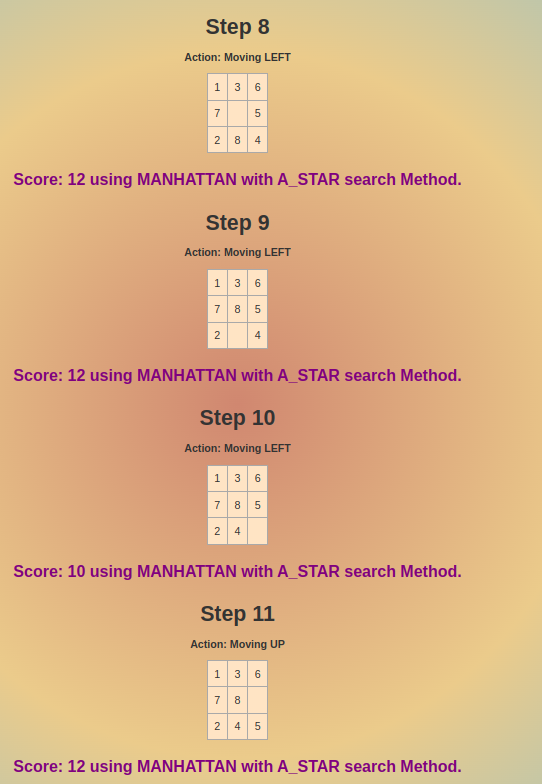 Step 8
Action: Moving LEFT
1 3 6
7 5
2 8 4
Score: 12 using MANHATTAN with A_STAR search Method.
Step 9
Action: Moving LEFT
1 3 6
7 8 5
2 4
Score: 12 using MANHATTAN with A_STAR search Method.
Step 10
Action: Moving LEFT
1 3 6
7 8 5
2 4
Score: 10 using MANHATTAN with A_STAR search Method.
Step 11
Action: Moving UP
1 3 6
7 8
2 4 5
Score: 12 using MANHATTAN with A_STAR search Method.